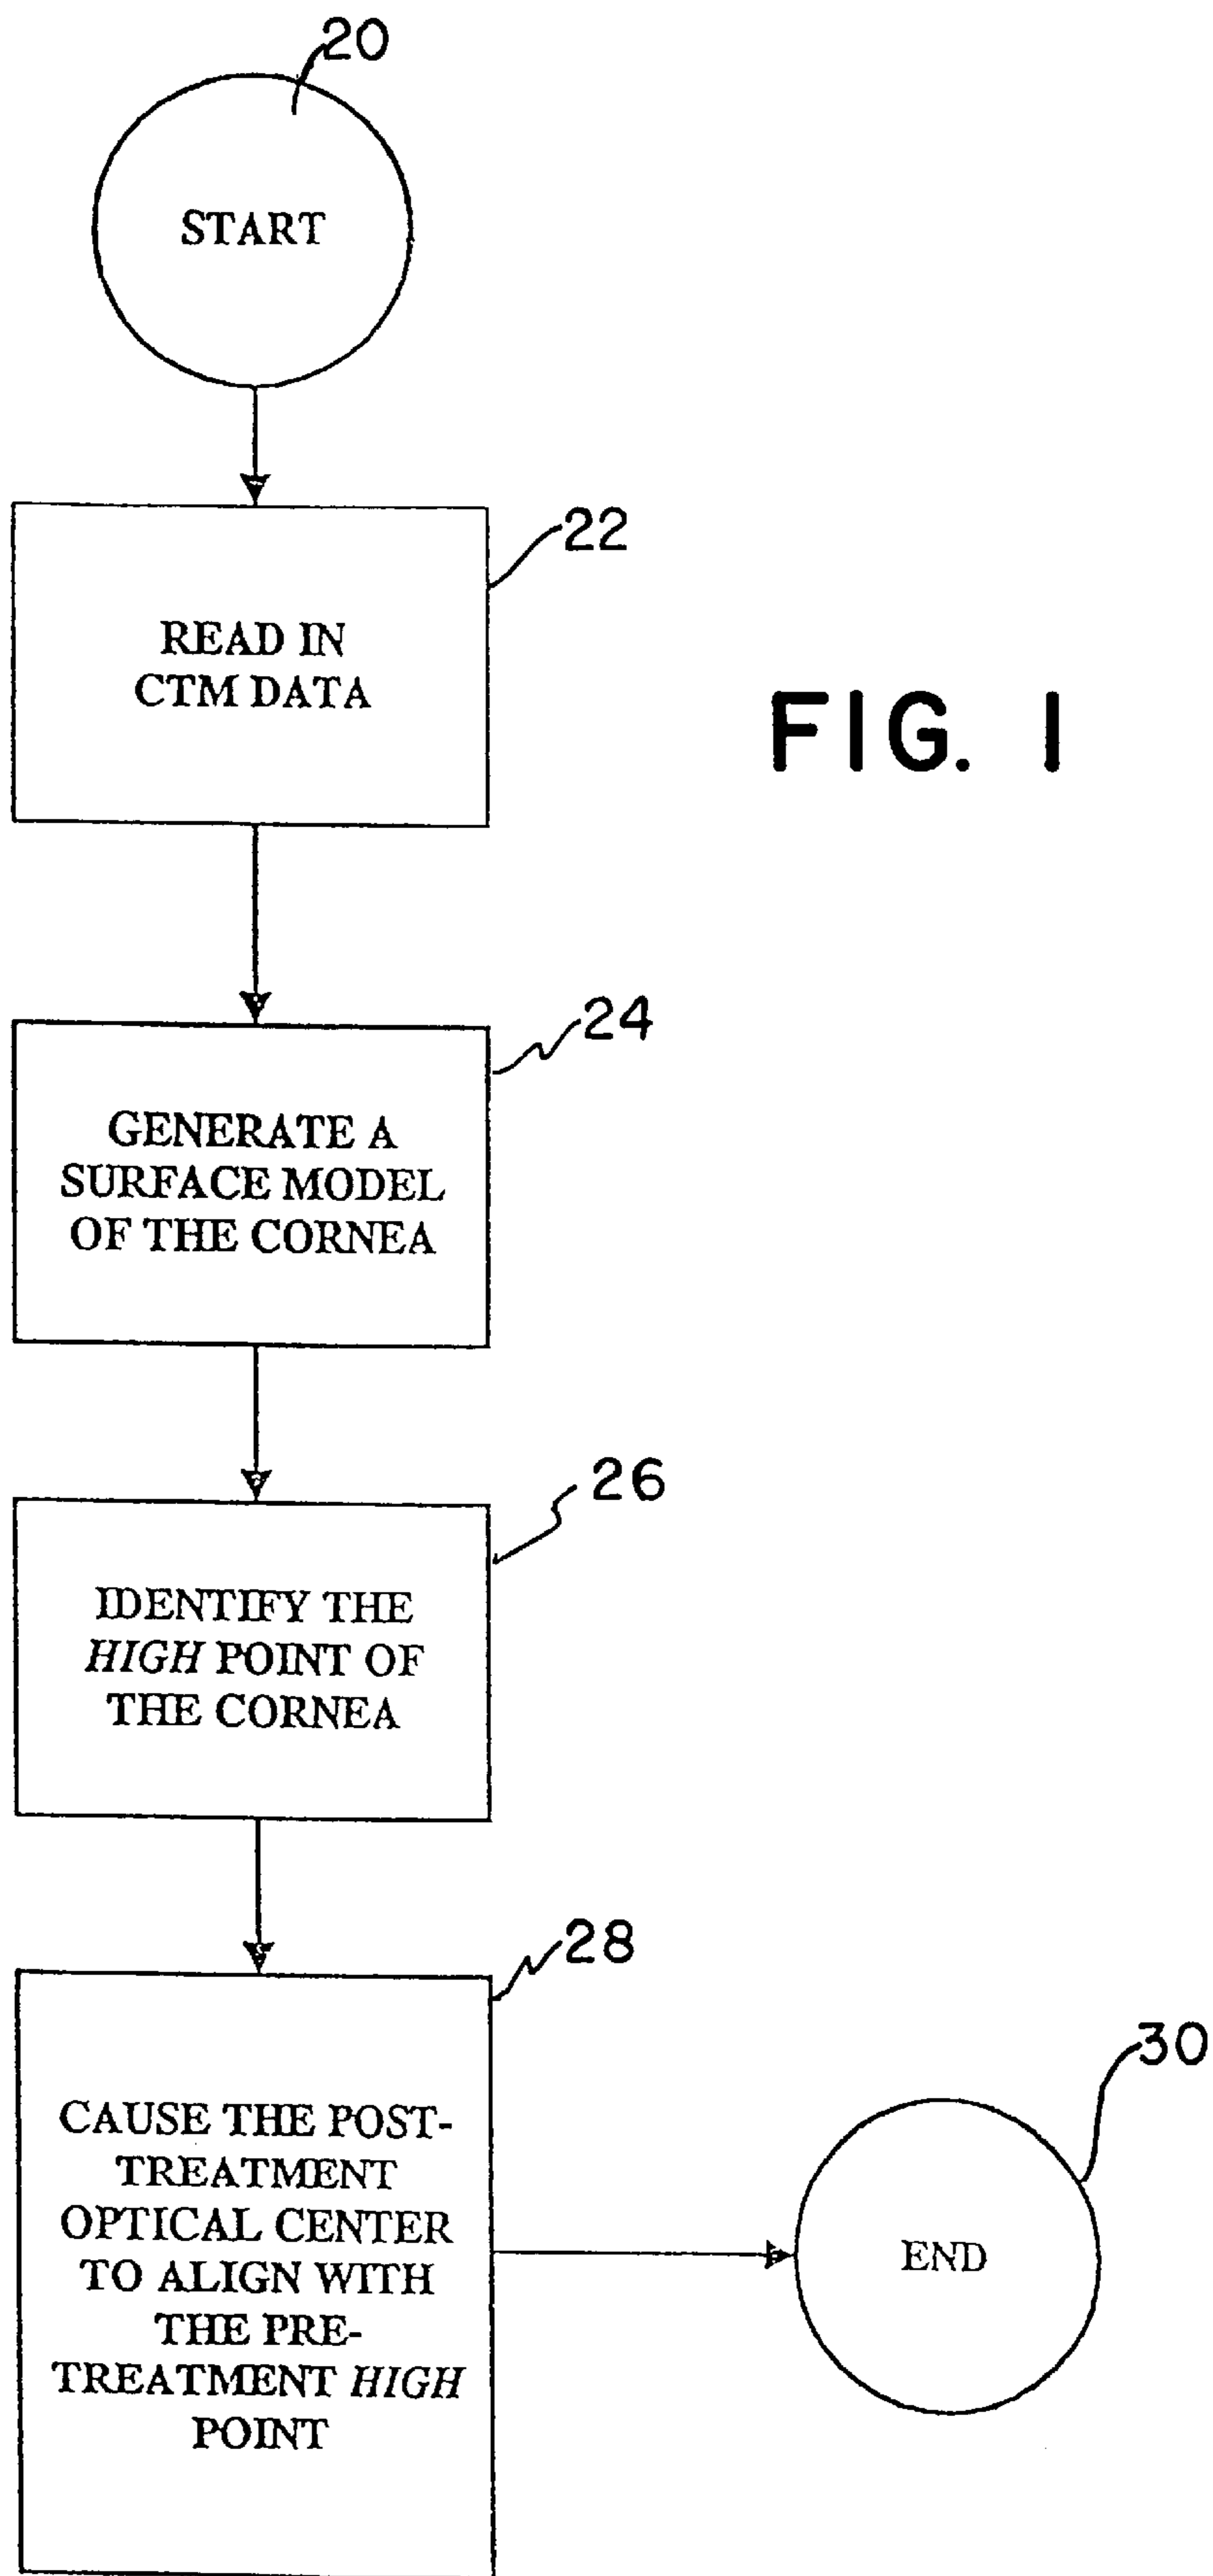 20
START
22
READ IN
CTM DATA
FIG. 1
24
GENERATE A
SURFACE MODEL
OF THE CORNEA
26
IDENTIFY THE
HIGH POINT OF
THE CORNEA
28
CAUSE THE POST-
TREATMENT
OPTICAL CENTER
TO ALIGN WITH
THE PRE-
TREATMENT HIGH
POINT
30
END